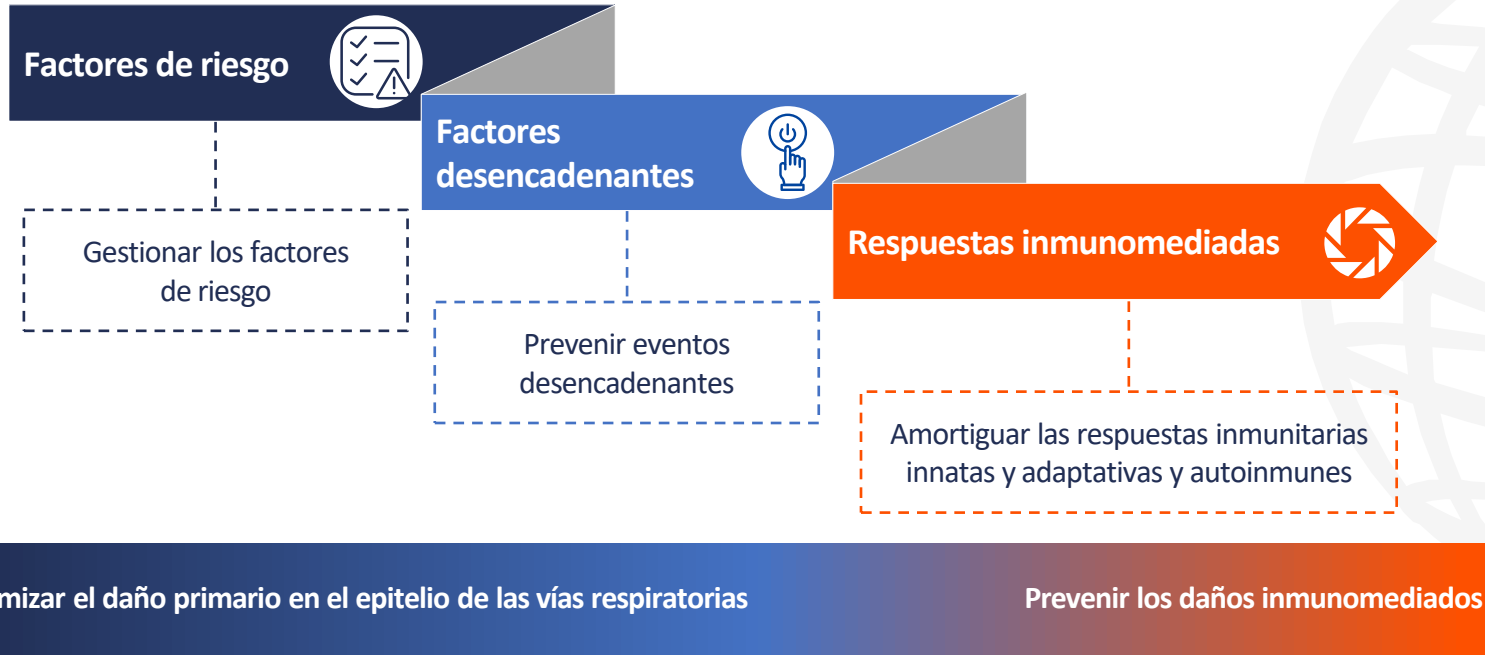 Factores de riesgo
Factores
desencadenantes
Respuestas inmunomediadas
Gestionar los factores
de riesgo
Prevenir eventos
desencadenantes
Amortiguar las respuestas inmunitarias
innatas y adaptativas y autoinmunes
mizar el daño primario en el epitelio de las vías respiratorias
Prevenir los daños inmunomediados